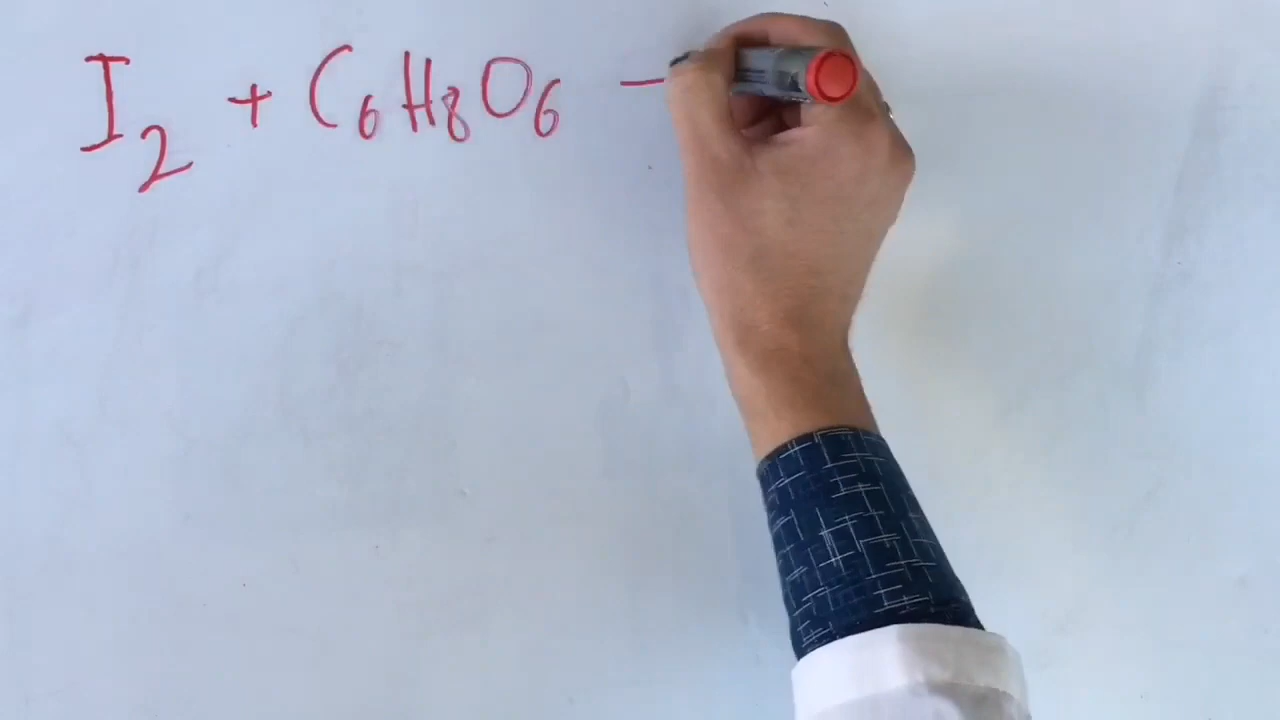 I₂ + C₆H₈O₆ —